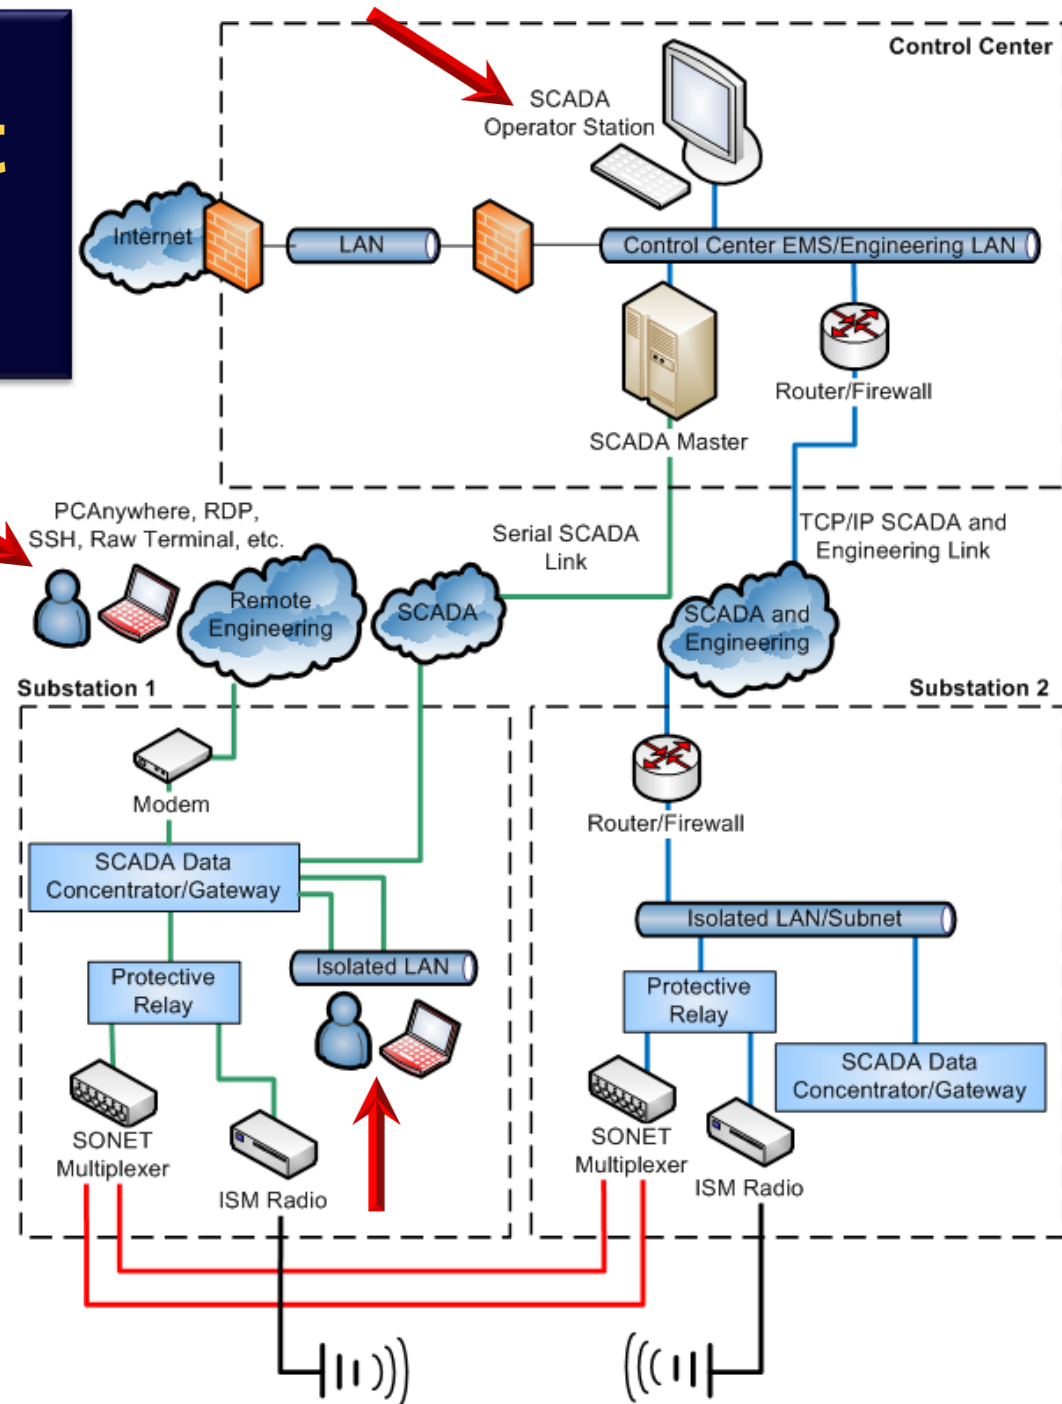 t
Control Center
SCADA
Operator Station
Internet
LAN
Control Center EMS/Engineering LAN
Router/Firewall
SCADA Master
PCAnywhere, RDP,
SSH, Raw Terminal, etc.
Serial SCADA
Link
TCP/IP SCADA and
Engineering Link
Remote
Engineering
SCADA
SCADA and
Engineering
Substation 1
Substation 2
Modem
Router/Firewall
SCADA Data
Concentrator/Gateway
Isolated LAN/Subnet
Isolated LAN
Protective
Relay
Protective
Relay
SCADA Data
Concentrator/Gateway
SONET
Multiplexer
ISM Radio
SONET
Multiplexer
ISM Radio